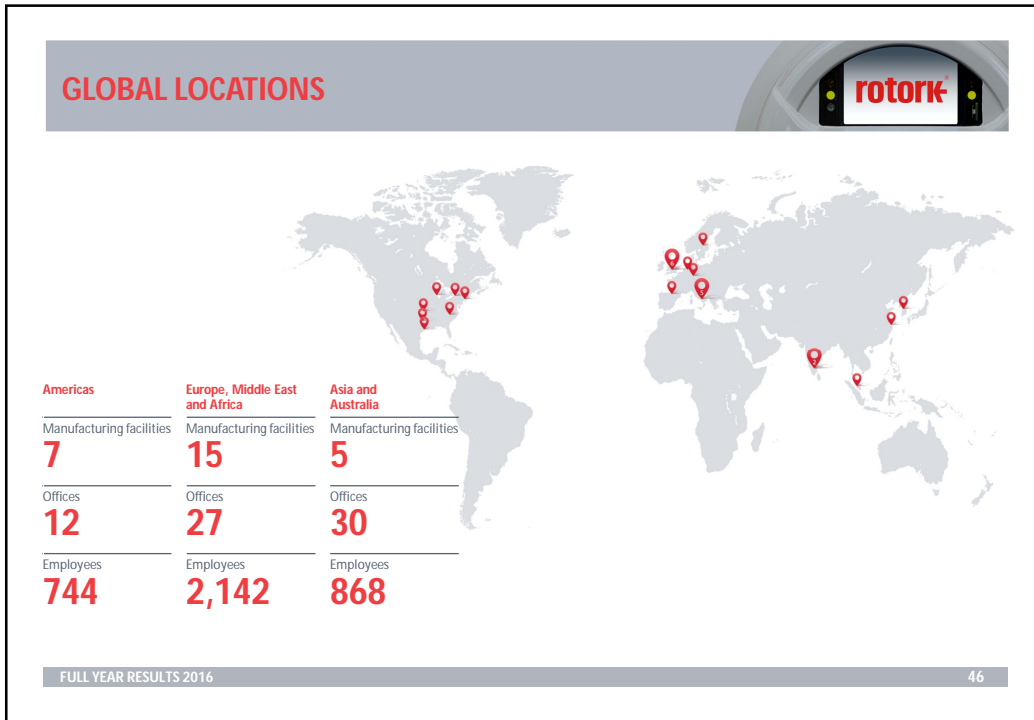 GLOBAL LOCATIONS
rotork
Americas
Manufacturing facilities
7
Offices
12
Employees
744
Europe, Middle East
and Africa
Manufacturing facilities
15
Offices
27
Employees
2,142
Asia and
Australia
Manufacturing facilities
5
Offices
30
Employees
868
5
2
FULL YEAR RESULTS 2016
46